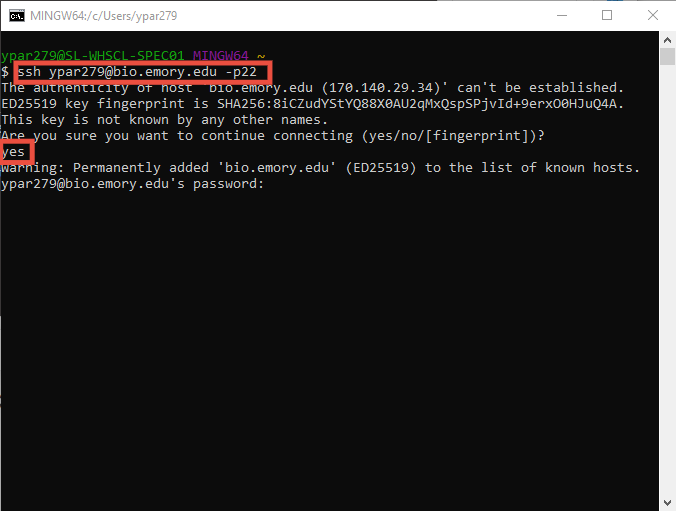 MINGW64:/c/Users/ypar279
ypar279@SL-WHSCL-SPEC01 MINGW64 ~
$ ssh ypar279@bio.emory.edu -p22
The authenticity of host 'bio.emory.edu (170.140.29.34)' can't be established.
ED25519 key fingerprint is SHA256:8iCZudYStYQ88X0AU2qMxQspSPjvId+9erxO0HJuQ4A.
This key is not known by any other names.
Are you sure you want to continue connecting (yes/no/[fingerprint])?
yes
Warning: Permanently added 'bio.emory.edu' (ED25519) to the list of known hosts.
ypar279@bio.emory.edu's password: